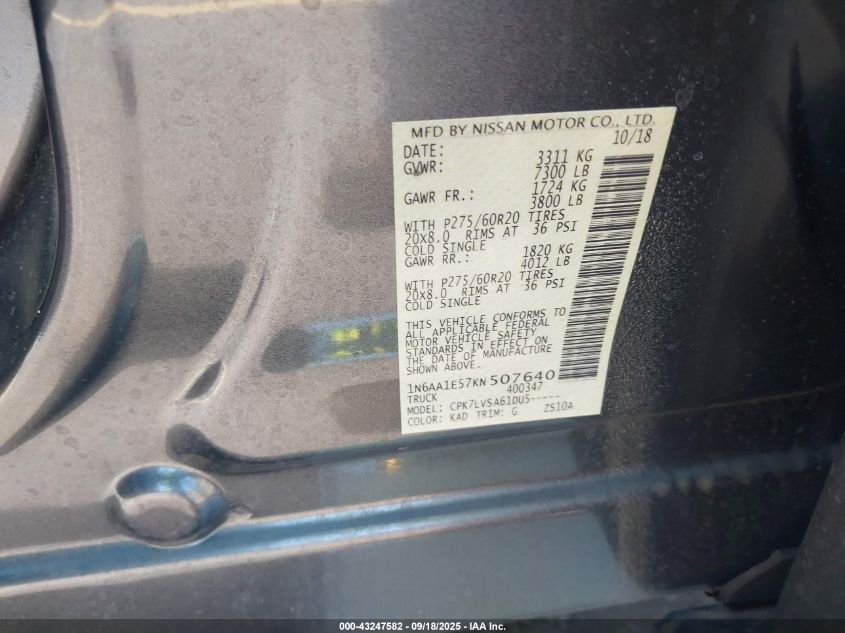 MFD BY NISSAN MOTOR CO., LTD.
DATE: 10/18
GVWR: 3311 KG
7300 LB
GAWR FR.: 1724 KG
3800 LB
WITH P275/60R20 TIRES
20X8.0 RIMS AT 36 PSI
COLD SINGLE
GAWR RR.: 1820 KG
4012 LB
WITH P275/60R20 TIRES
20X8.0 RIMS AT 36 PSI
COLD SINGLE
THIS VEHICLE CONFORMS TO
ALL APPLICABLE FEDERAL
MOTOR VEHICLE SAFETY
STANDARDS IN EFFECT ON
THE DATE OF MANUFACTURE
SHOWN ABOVE.
1N6AA1E57KN507640
TRUCK 400347
MODEL: CPK7LVSA61OU5-----
COLOR: KAD TRIM: G ZS10A
000-43247582 - 09/18/2025 - IAA Inc.